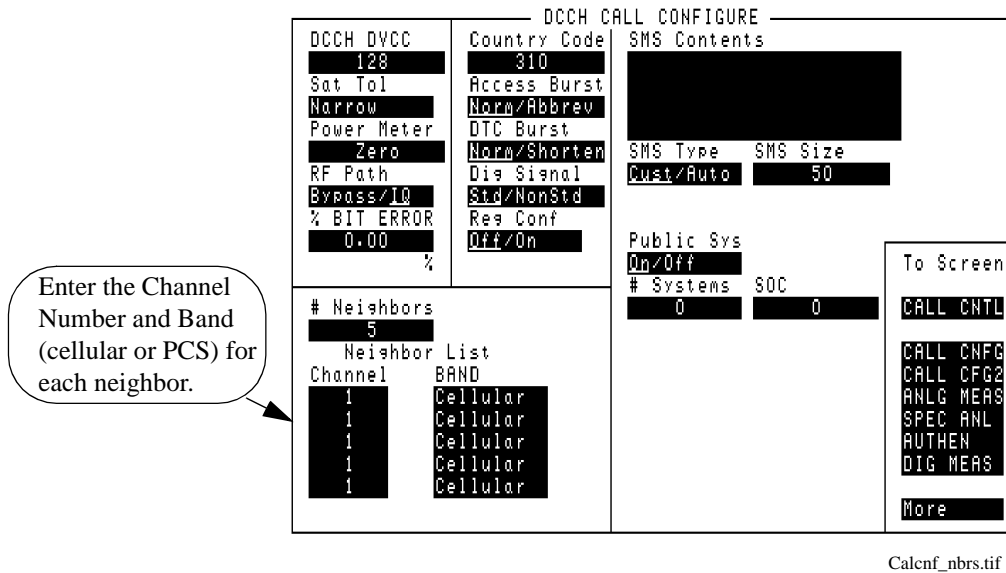 DCCH CALL CONFIGURE
DCCH DVCC
128
Sat Tol
Narrow
Power Meter
Zero
RF Path
Bypass/IQ
% BIT ERROR
0.00
%
Country Code
310
Access Burst
Norm/Abbrev
DTC Burst
Norm/Shorten
Dig Signal
Std/NonStd
Reg Conf
Off/On
SMS Contents
SMS Type SMS Size
Cust/Auto 50
Public Sys
On/Off
# Systems SOC
0 0
# Neighbors
5
Neighbor List
Channel BAND
1 Cellular
1 Cellular
1 Cellular
1 Cellular
1 Cellular
To Screen
CALL CNTL
CALL CNFG
CALL CFG2
ANLG MEAS
SPEC ANL
AUTHEN
DIG MEAS
More
Enter the Channel
Number and Band
(cellular or PCS) for
each neighbor.
Calcnf_nbrs.tif